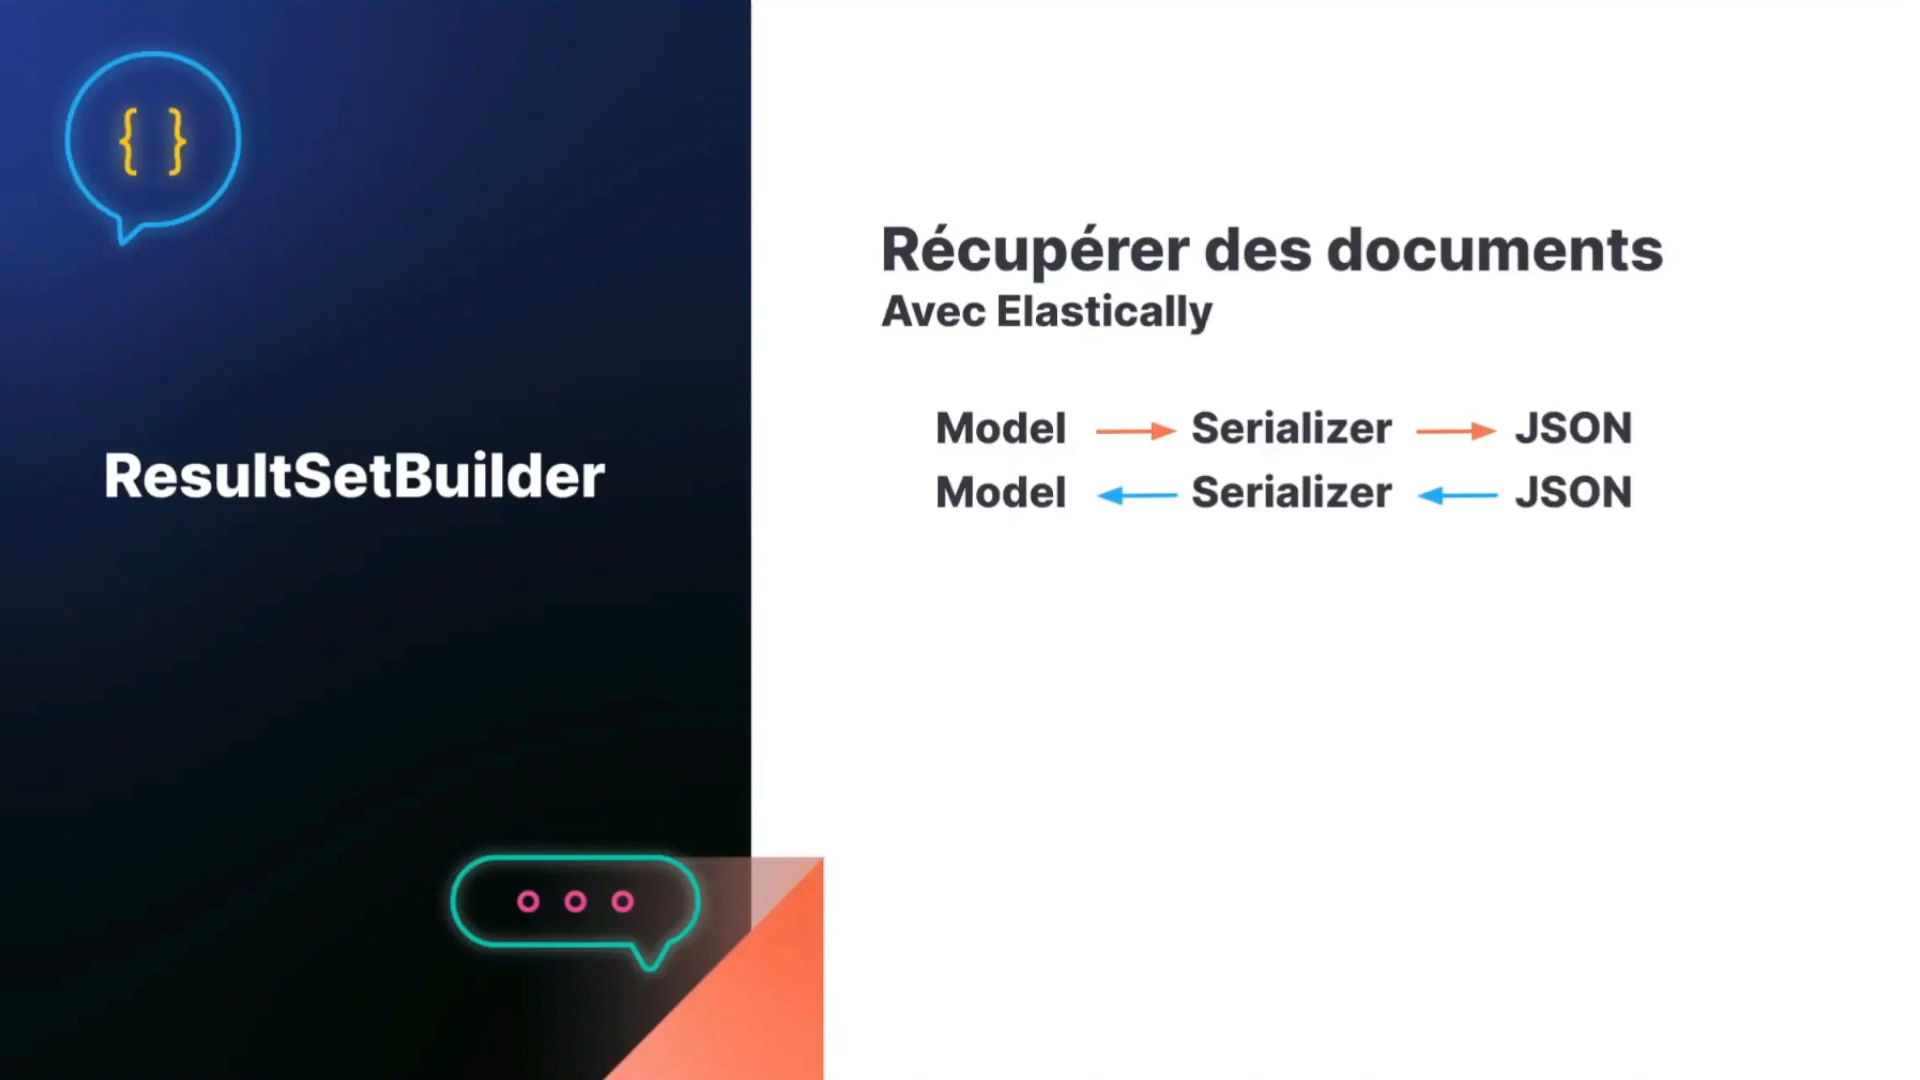 { }
ResultSetBuilder
Récupérer des documents
Avec Elastically
Model Serializer JSON
Model Serializer JSON